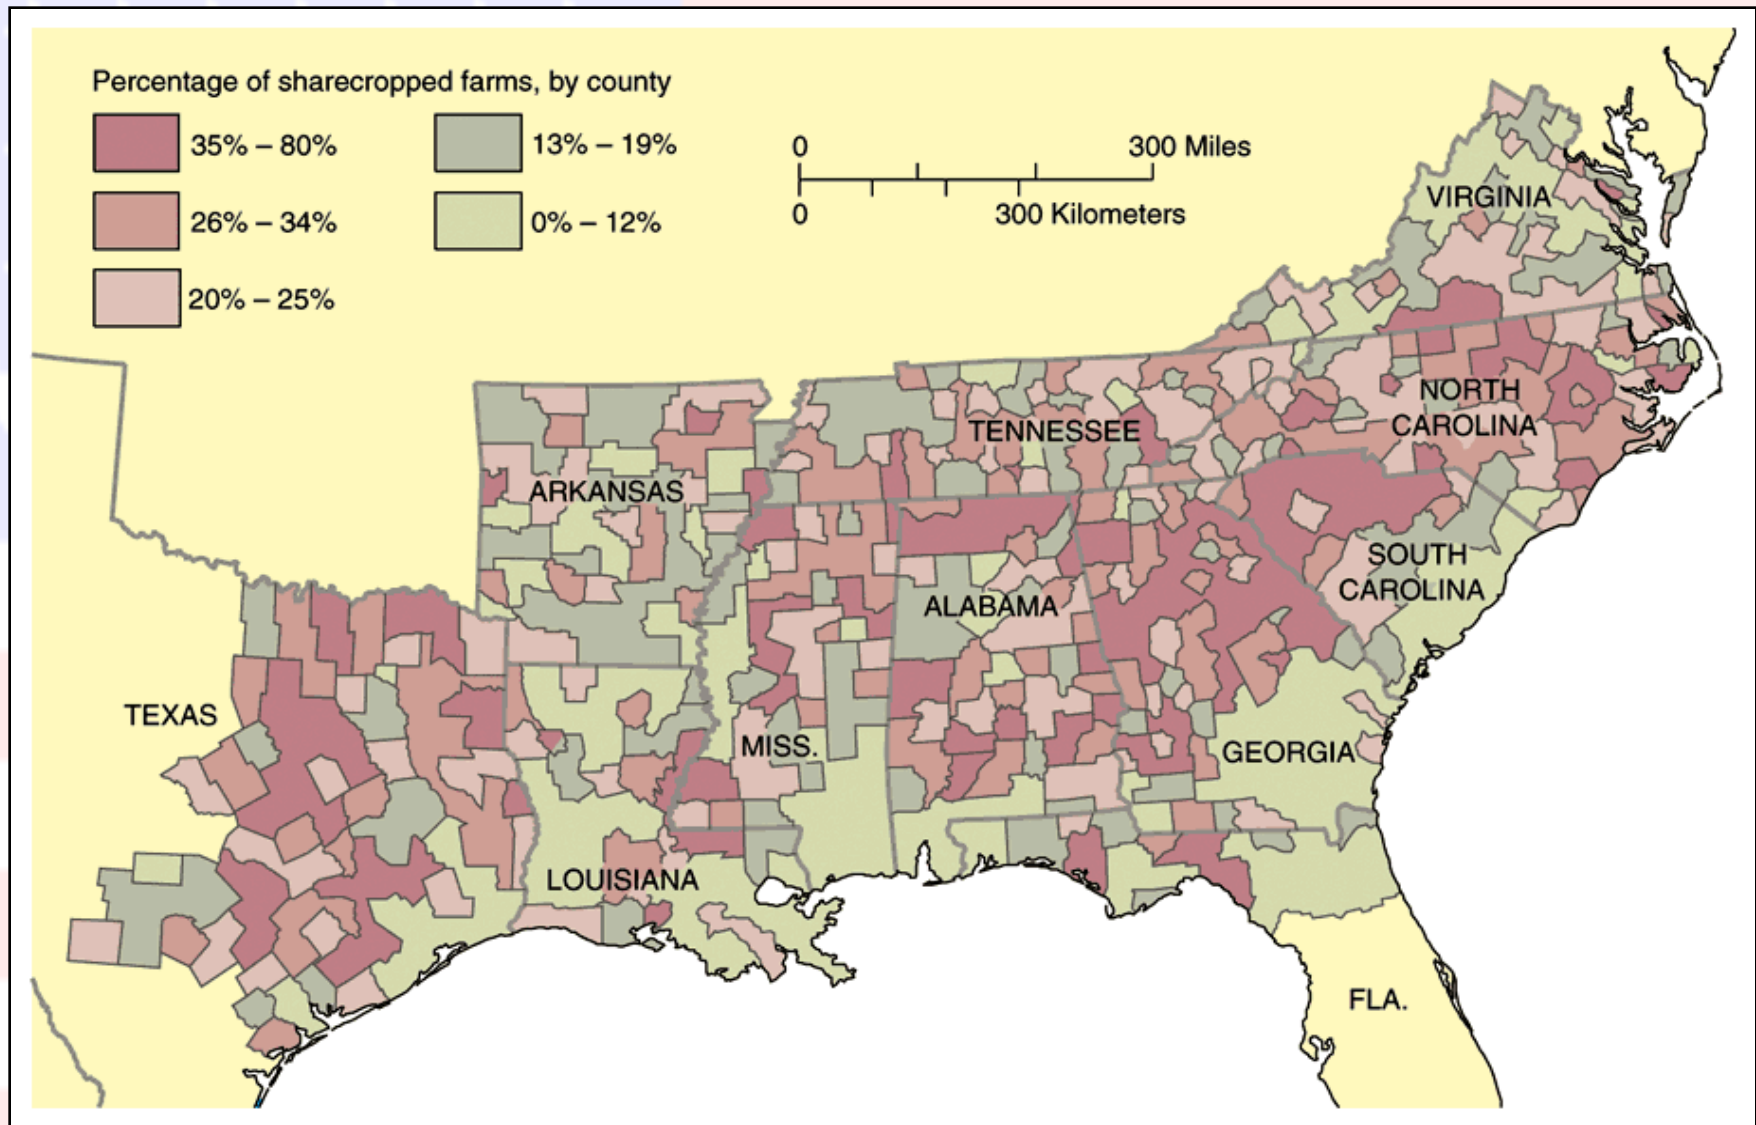 Percentage of sharecropped farms, by county
35% – 80%
13% – 19%
26% – 34%
0% – 12%
20% – 25%
0
300 Miles
0
300 Kilometers
VIRGINIA
NORTH
CAROLINA
TENNESSEE
ARKANSAS
SOUTH
CAROLINA
ALABAMA
TEXAS
MISS.
GEORGIA
LOUISIANA
FLA.